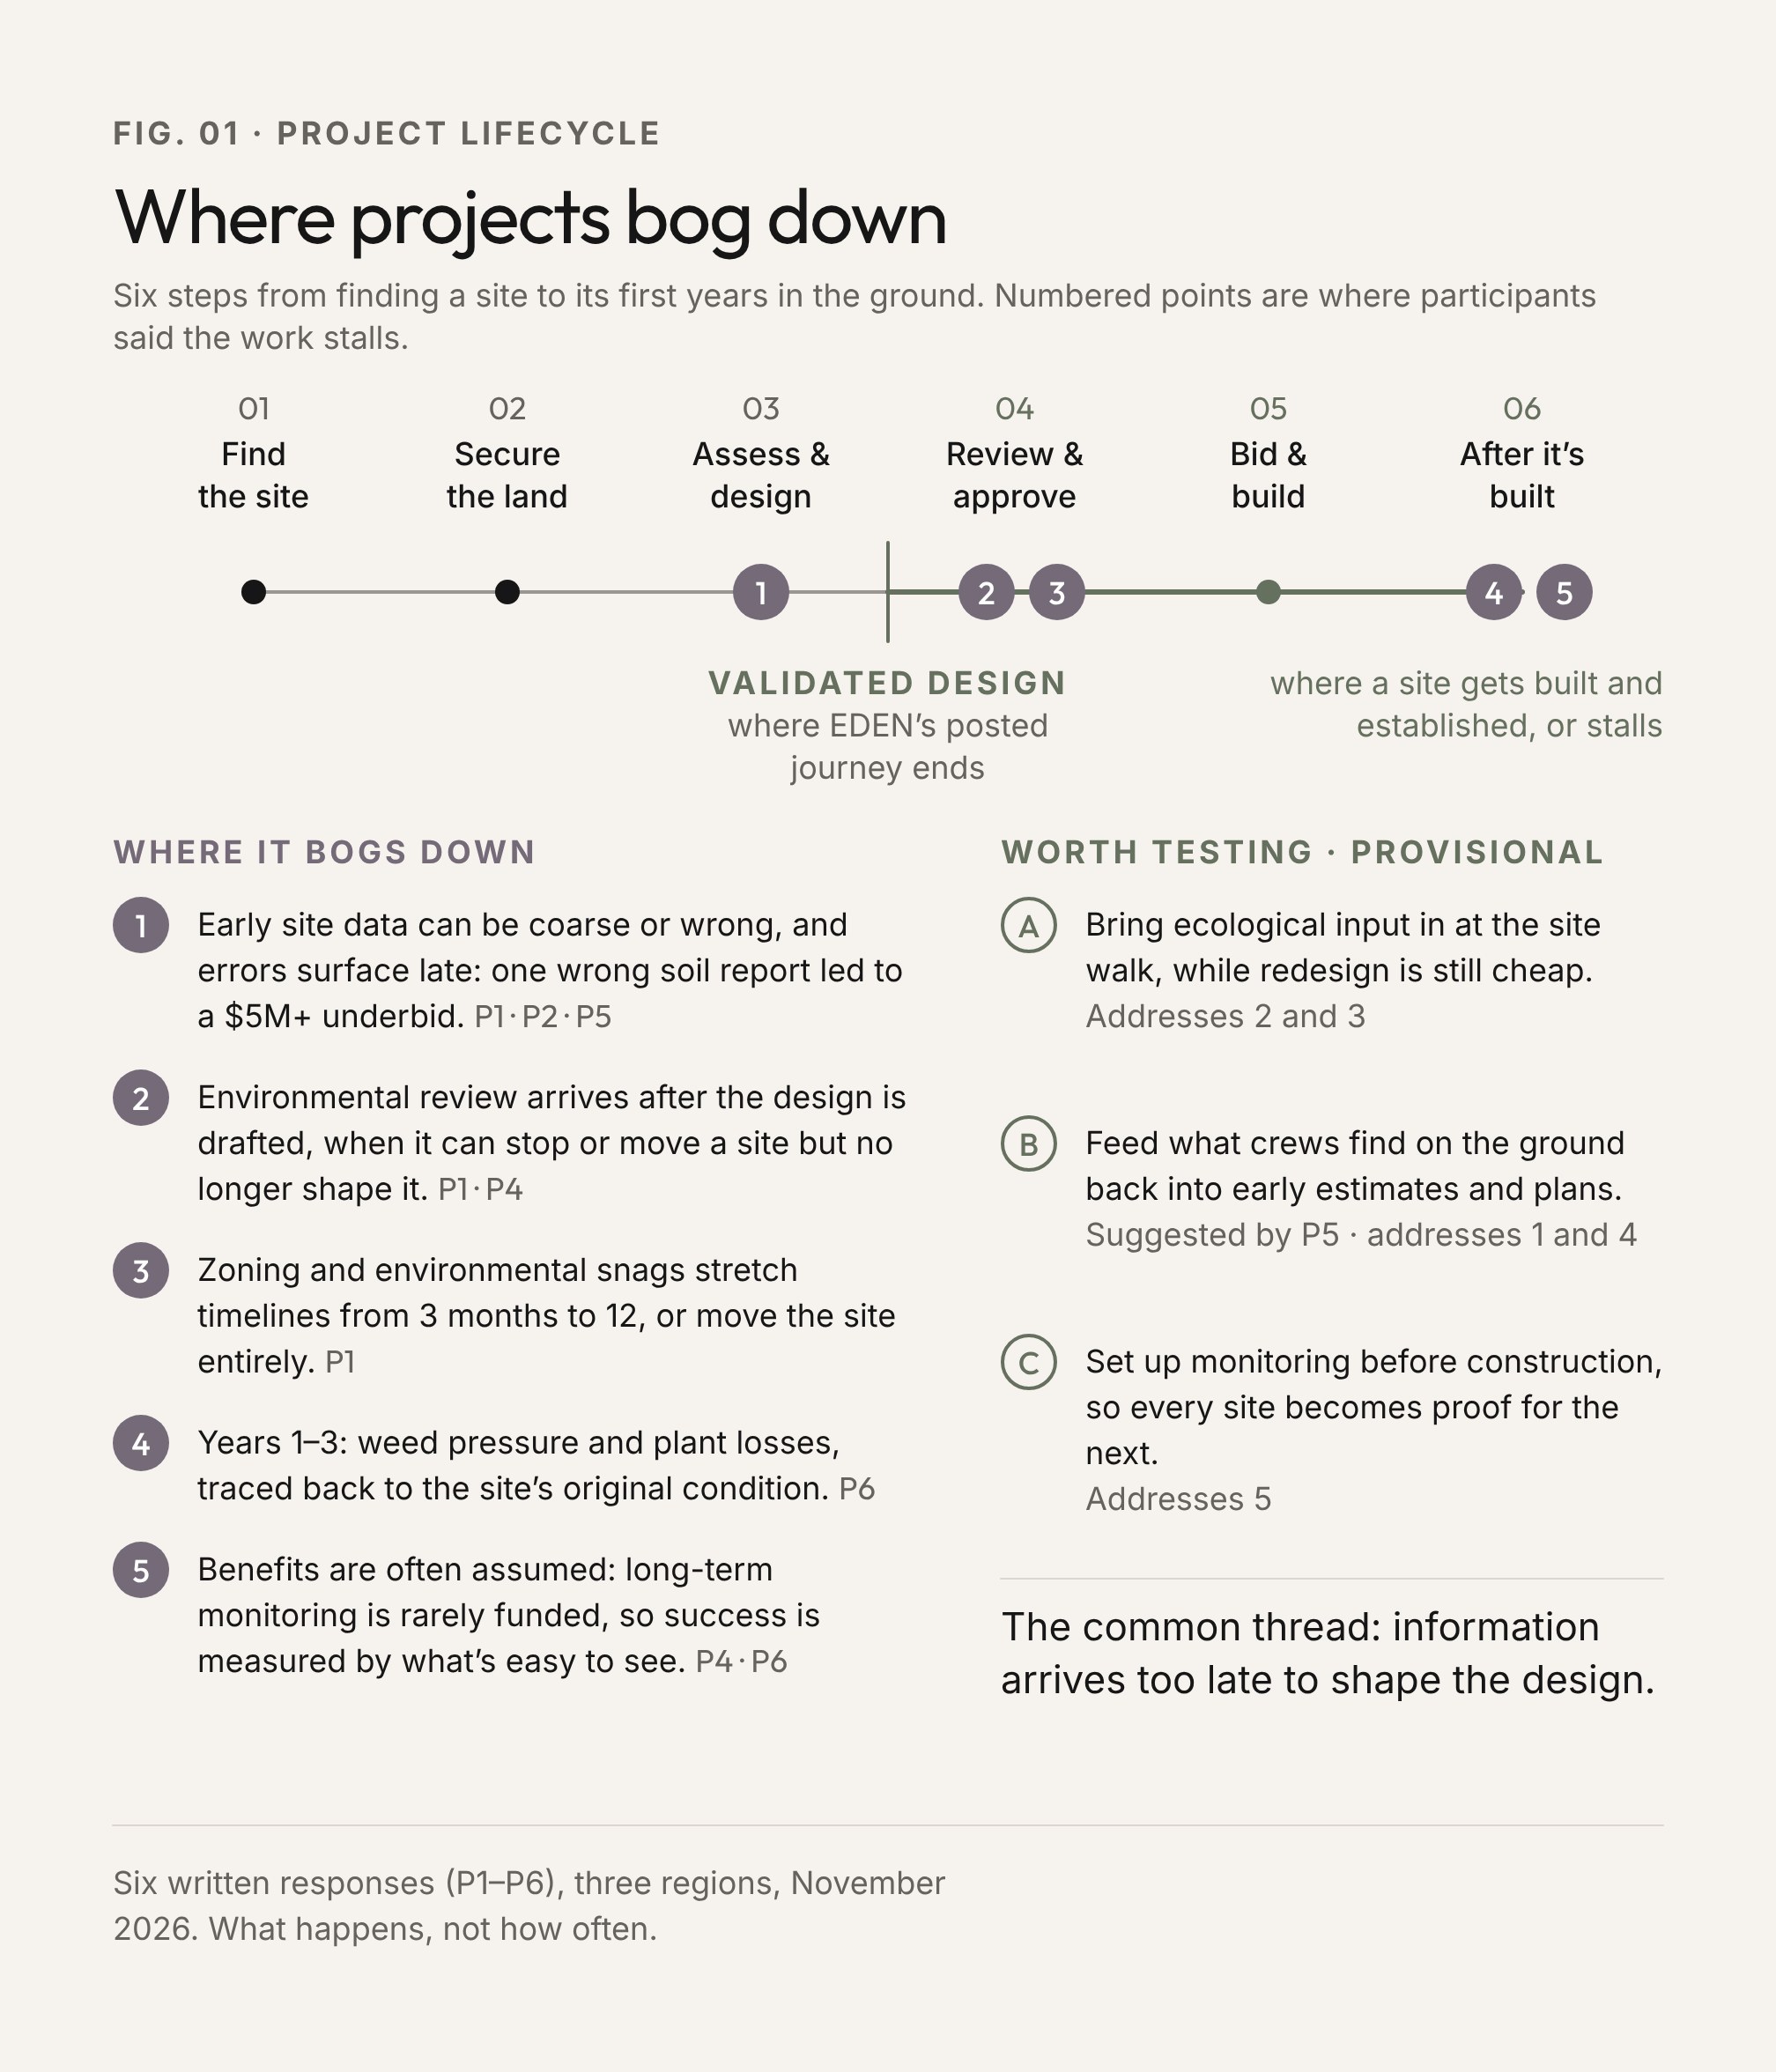 FIG. 01 · PROJECT LIFECYCLE
Where projects bog down
Six steps from finding a site to its first years in the ground. Numbered points are where participants
said the work stalls.
01
Find
the site
02
Secure
the land
03
Assess &
design
04
Review &
approve
05
Bid &
build
06
After it’s
built
1
2
3
4
5
VALIDATED DESIGN
where EDEN’s posted
journey ends
where a site gets built and
established, or stalls
WHERE IT BOGS DOWN
1
Early site data can be coarse or wrong, and
errors surface late: one wrong soil report led to
a $5M+ underbid. P1·P2·P5
2
Environmental review arrives after the design is
drafted, when it can stop or move a site but no
longer shape it. P1·P4
3
Zoning and environmental snags stretch
timelines from 3 months to 12, or move the site
entirely. P1
4
Years 1–3: weed pressure and plant losses,
traced back to the site’s original condition. P6
5
Benefits are often assumed: long-term
monitoring is rarely funded, so success is
measured by what’s easy to see. P4·P6
WORTH TESTING · PROVISIONAL
A
Bring ecological input in at the site
walk, while redesign is still cheap.
Addresses 2 and 3
B
Feed what crews find on the ground
back into early estimates and plans.
Suggested by P5 · addresses 1 and 4
C
Set up monitoring before construction,
so every site becomes proof for the
next.
Addresses 5
The common thread: information
arrives too late to shape the design.
Six written responses (P1–P6), three regions, November
2026. What happens, not how often.